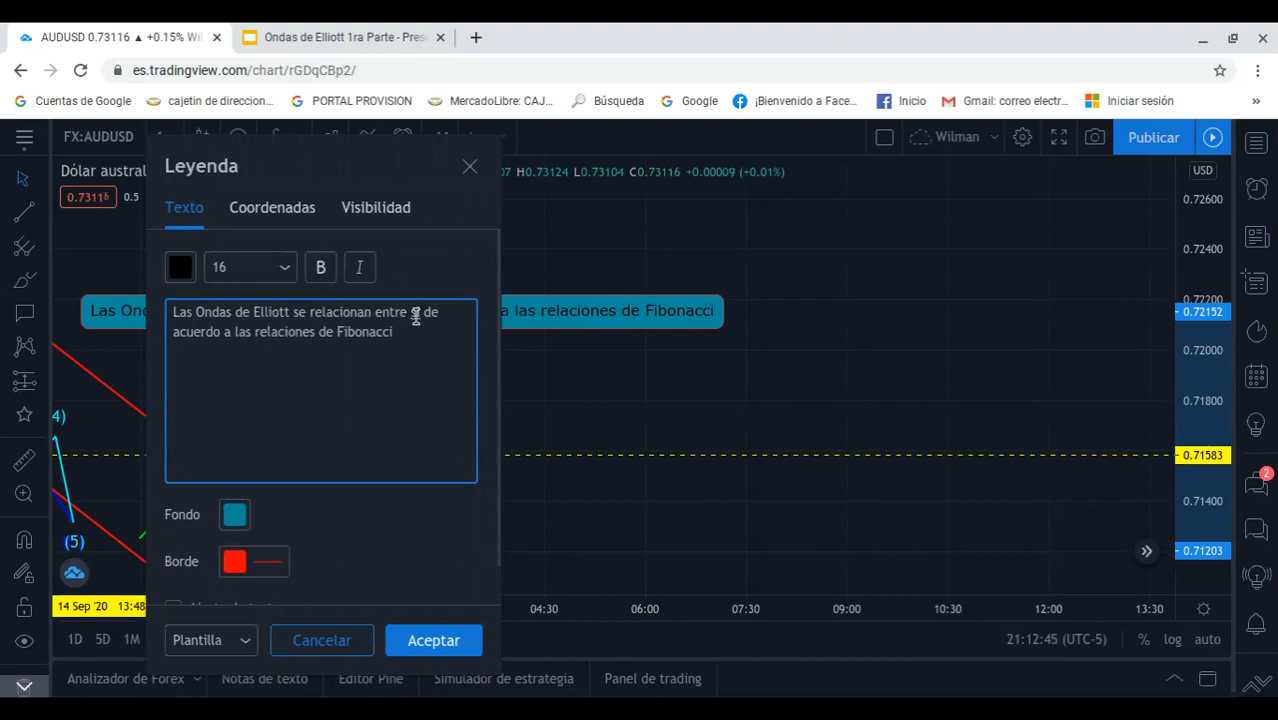 AUDUSD 0.73116 ▲ +0.15% Wil
Ondas de Elliott 1ra Parte - Pres
es.tradingview.com/chart/rGDqCBp2/
Cuentas de Google
cajetin de direccion...
PORTAL PROVISION
MercadoLibre: CAJ...
Búsqueda
Google
¡Bienvenido a Face...
Inicio
Gmail: correo electr...
Iniciar sesión
»
FX:AUDUSD
Wilman
Publicar
Dólar austral
07 H0.73124 L0.73104 C0.73116 +0.00009 (+0.01%)
USD
0.73116
0.5
Leyenda
Texto
Coordenadas
Visibilidad
16
B
I
Las Ondas de Elliott se relacionan entre
de
acuerdo a las relaciones de Fibonacci
Las Ond
a las relaciones de Fibonacci
Fondo
Borde
Plantilla
Cancelar
Aceptar
4)
(5)
0.72600
0.72400
0.72200
0.72152
0.72000
0.71800
0.71583
0.71400
0.71203
2
14 Sep '20 13:48
04:30
06:00
07:30
09:00
10:30
12:00
13:30
1D
5D
1M
21:12:45 (UTC-5)
%
log
auto
Analizador de Forex
Notas de texto
Editor Pine
Simulador de estrategia
Panel de trading